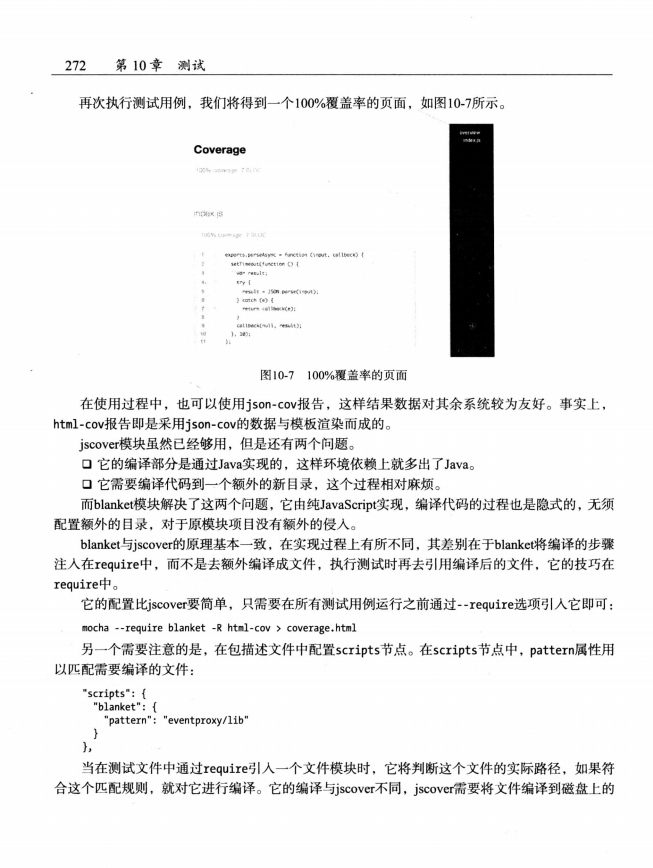 272 第 10 章 测试
再次执行测试用例，我们将得到一个100%覆盖率的页面，如图10-7所示。
overview
index.js
Coverage
100% coverage 7 SLOC
index.js
100% coverage 7 SLOC
1 exports.parseAsync = function (input, callback) {
2 setTimeout(function () {
3 var result;
4 try {
5 result = JSON.parse(input);
6 } catch (e) {
7 return callback(e);
8 }
9 callback(null, result);
10 }, 10);
11 };
图10-7 100%覆盖率的页面
在使用过程中，也可以使用json-cov报告，这样结果数据对其余系统较为友好。事实上，
html-cov报告即是采用json-cov的数据与模板渲染而成的。
jscover模块虽然已经够用，但是还有两个问题。
❑ 它的编译部分是通过Java实现的，这样环境依赖上就多出了Java。
❑ 它需要编译代码到一个额外的新目录，这个过程相对麻烦。
而blanket模块解决了这两个问题，它由纯JavaScript实现，编译代码的过程也是隐式的，无须
配置额外的目录，对于原模块项目没有额外的侵入。
blanket与jscover的原理基本一致，在实现过程上有所不同，其差别在于blanket将编译的步骤
注入在require中，而不是去额外编译成文件，执行测试时再去引用编译后的文件，它的技巧在
require中。
它的配置比jscover要简单，只需要在所有测试用例运行之前通过--require选项引入它即可：
mocha --require blanket -R html-cov > coverage.html
另一个需要注意的是，在包描述文件中配置scripts节点。在scripts节点中，pattern属性用
以匹配需要编译的文件：
"scripts": {
"blanket": {
"pattern": "eventproxy/lib"
}
},
当在测试文件中通过require引入一个文件模块时，它将判断这个文件的实际路径，如果符
合这个匹配规则，就对它进行编译。它的编译与jscover不同，jscover需要将文件编译到磁盘上的